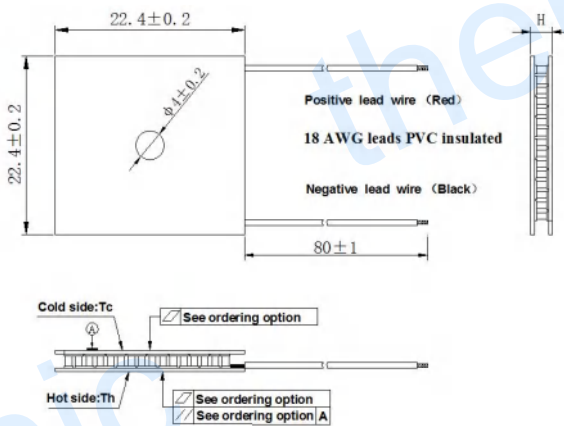 22.4±0.2
H
22.4±0.2
ϕ4±0.2
Positive lead wire (Red)
18 AWG leads PVC insulated
Negative lead wire (Black)
80±1
Cold side:Tc
A
See ordering option
Hot side:Th
See ordering option
See ordering option A